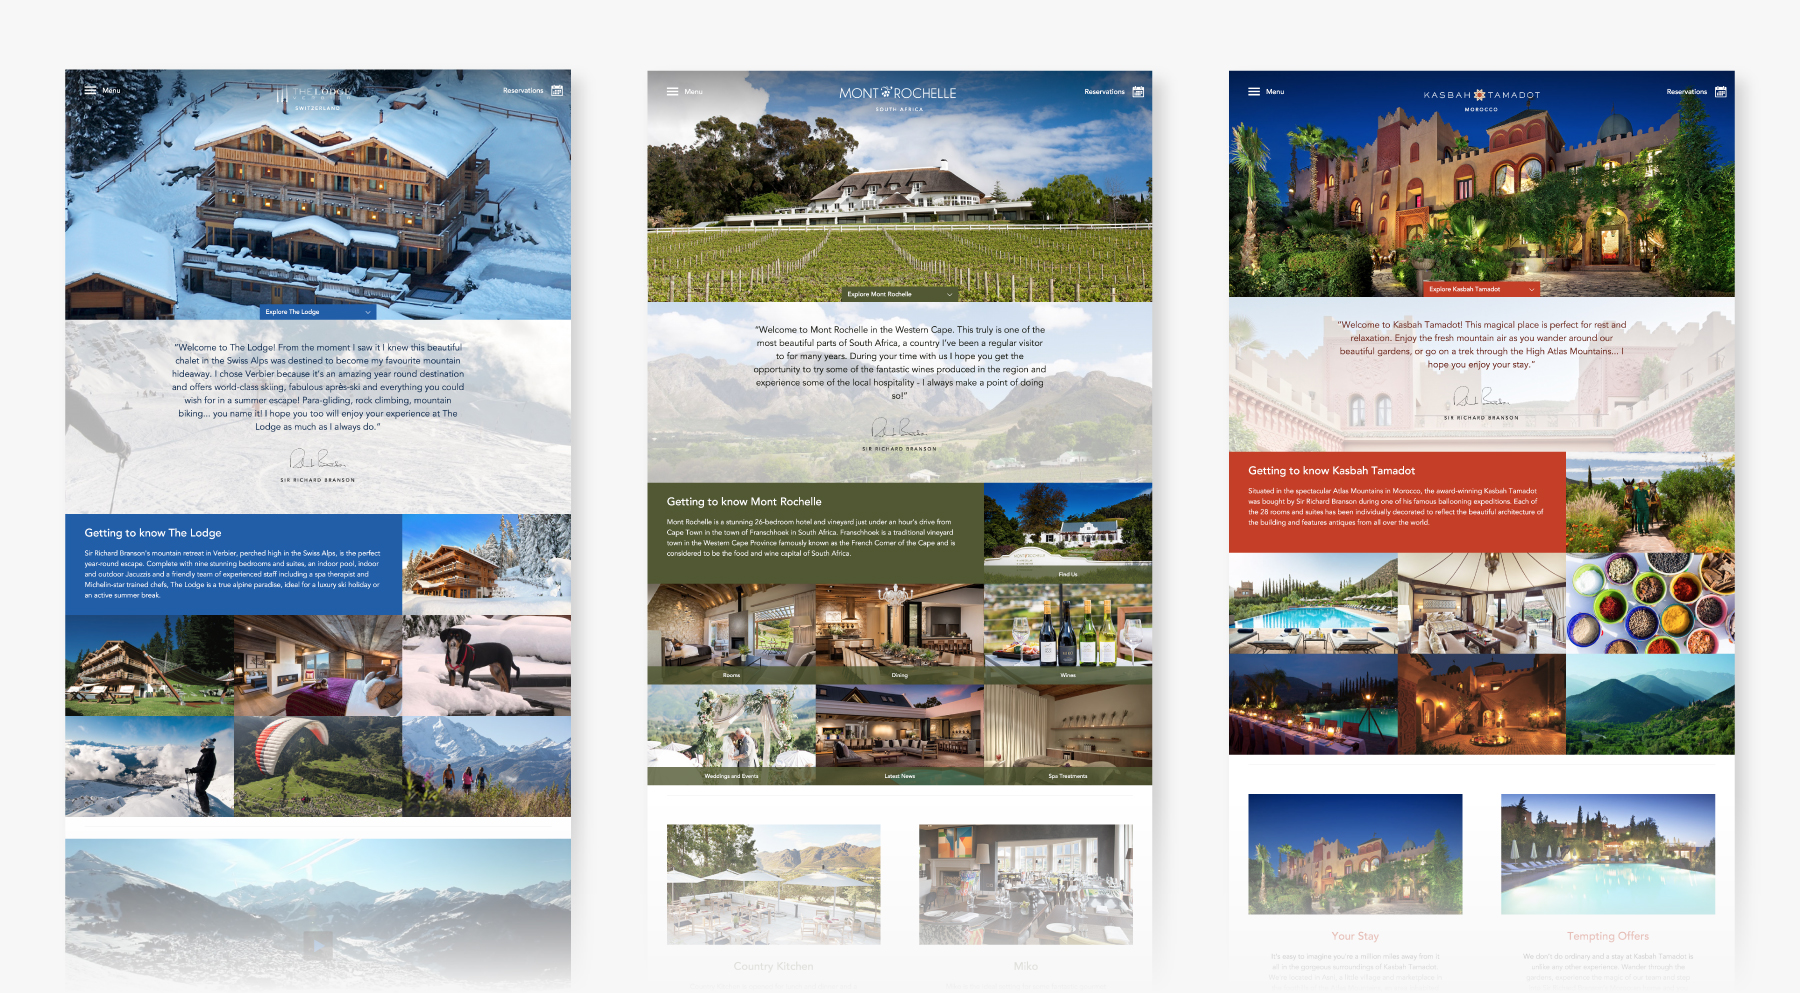 Menu
THE LODGE
SWITZERLAND
Reservations
Explore The Lodge
"Welcome to The Lodge! From the moment I saw it I knew this beautiful
chalet in the Swiss Alps was destined to become my favourite mountain
hideaway. I chose Verbier because it's an amazing year round destination
and offers world-class skiing, fabulous après-ski and everything you could
wish for in a summer escape! Para-gliding, rock climbing, mountain
biking... you name it! I hope you too will enjoy your experience at The
Lodge as much as I always do."
SIR RICHARD BRANSON
Getting to know The Lodge
Sir Richard Branson's mountain retreat in Verbier, perched high in the Swiss Alps, is the perfect
year-round escape. Complete with nine stunning bedrooms and suites, an indoor pool, indoor
and outdoor Jacuzzis and a friendly team of experienced staff including a spa therapist and
Michelin-star trained chefs, The Lodge is a true alpine paradise, ideal for a luxury ski holiday or
an active summer break.
Menu
MONT ROCHELLE
SOUTH AFRICA
Reservations
Explore Mont Rochelle
"Welcome to Mont Rochelle in the Western Cape. This truly is one of the
most beautiful parts of South Africa, a country I've been a regular visitor
to for many years. During your time with us I hope you get the
opportunity to try some of the fantastic wines produced in the region and
experience some of the local hospitality - I always make a point of doing
so!"
SIR RICHARD BRANSON
Getting to know Mont Rochelle
Mont Rochelle is a stunning 26-bedroom hotel and vineyard just under an hour's drive from
Cape Town in the town of Franschhoek in South Africa. Franschhoek is a traditional vineyard
town in the Western Cape Province famously known as the French Corner of the Cape and is
considered to be the food and wine capital of South Africa.
Find Us
Rooms
Dining
Wines
Weddings and Events
Latest News
Spa Treatments
Country Kitchen
Miko
Menu
KASBAH TAMADOT
MOROCCO
Reservations
Explore Kasbah Tamadot
"Welcome to Kasbah Tamadot! This magical place is perfect for rest and
relaxation. Enjoy the fresh mountain air as you wander around our
beautiful gardens, or go on a trek through the High Atlas Mountains... I
hope you enjoy your stay."
SIR RICHARD BRANSON
Getting to know Kasbah Tamadot
Situated in the spectacular Atlas Mountains in Morocco, the award-winning Kasbah Tamadot
was bought by Sir Richard Branson during one of his famous ballooning expeditions. Each of
the 28 rooms and suites has been individually decorated to reflect the beautiful architecture of
the building and features antiques from all over the world.
Your Stay
It's easy to imagine you're a million miles away from it
all in the gorgeous surroundings of Kasbah Tamadot.
Tempting Offers
We don't do ordinary and a stay at Kasbah Tamadot is
unlike any other experience. Wander through the
gardens, experience the magic of our team and step